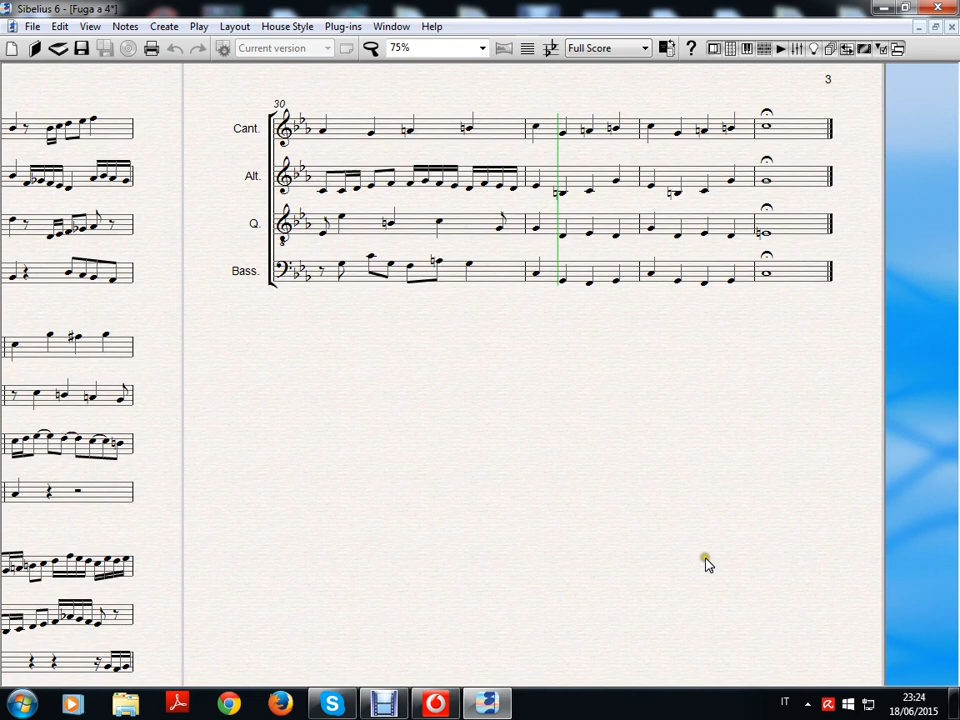 Sibelius 6 - [Fuga a 4*]
File Edit View Notes Create Play Layout House Style Plug-ins Window Help
Current version 75% Full Score ?
3
30
Cant.
Alt.
Q.
8
Bass.
IT 23:24
18/06/2015